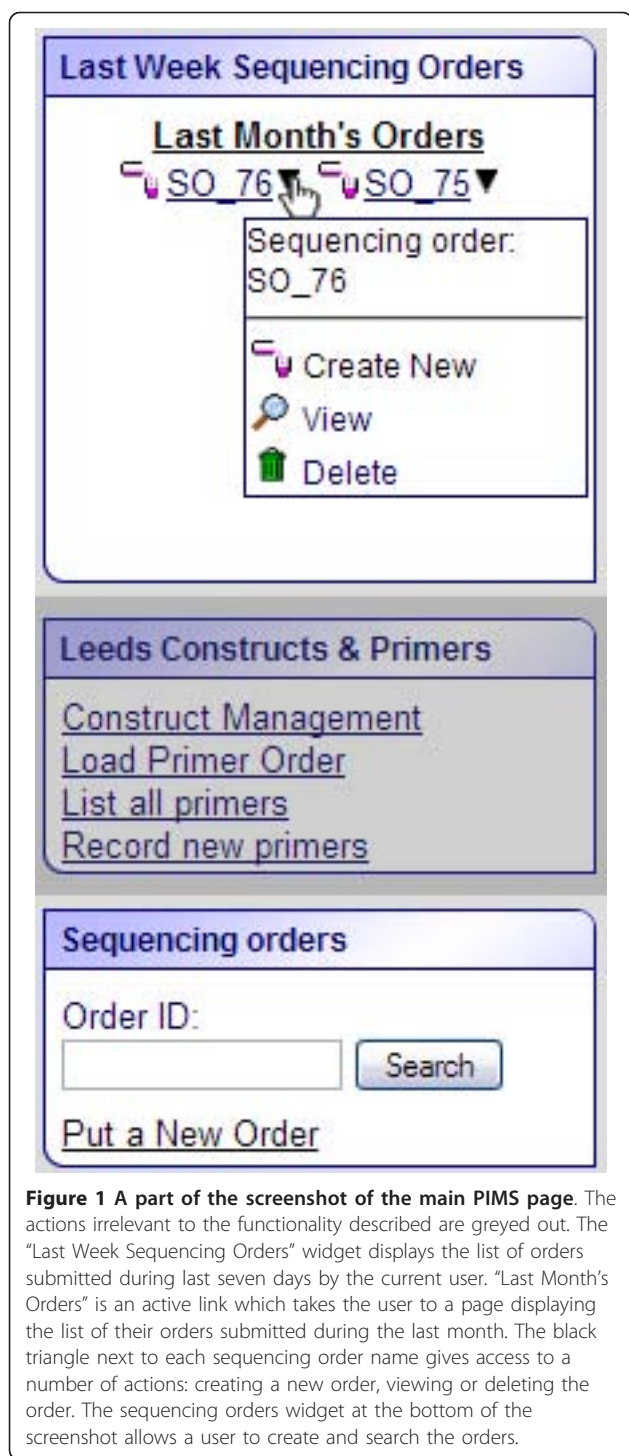 Last Week Sequencing Orders
Last Month's Orders
SO_76▼ SO_75▼
Sequencing order:
SO_76
Create New
View
Delete
Leeds Constructs & Primers
Construct Management
Load Primer Order
List all primers
Record new primers
Sequencing orders
Order ID:
Search
Put a New Order
Figure 1 A part of the screenshot of the main PIMS page. The
actions irrelevant to the functionality described are greyed out. The
“Last Week Sequencing Orders” widget displays the list of orders
submitted during last seven days by the current user. “Last Month’s
Orders” is an active link which takes the user to a page displaying
the list of their orders submitted during the last month. The black
triangle next to each sequencing order name gives access to a
number of actions: creating a new order, viewing or deleting the
order. The sequencing orders widget at the bottom of the
screenshot allows a user to create and search the orders.